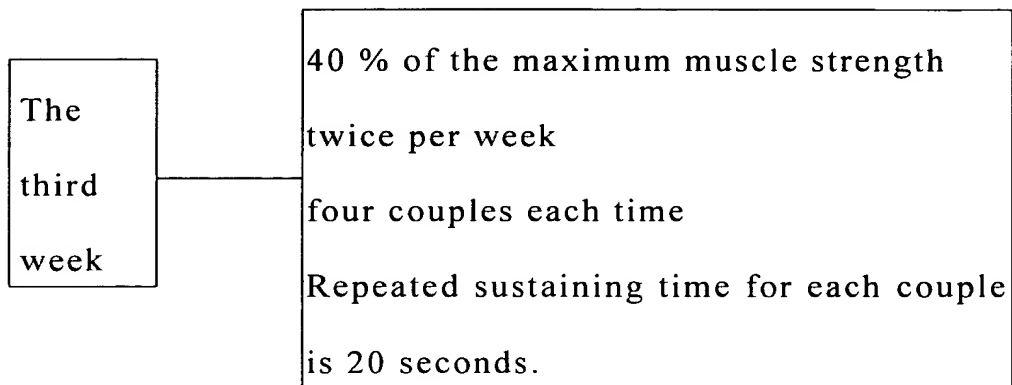 The
third
week
40 % of the maximum muscle strength
twice per week
four couples each time
Repeated sustaining time for each couple
is 20 seconds.